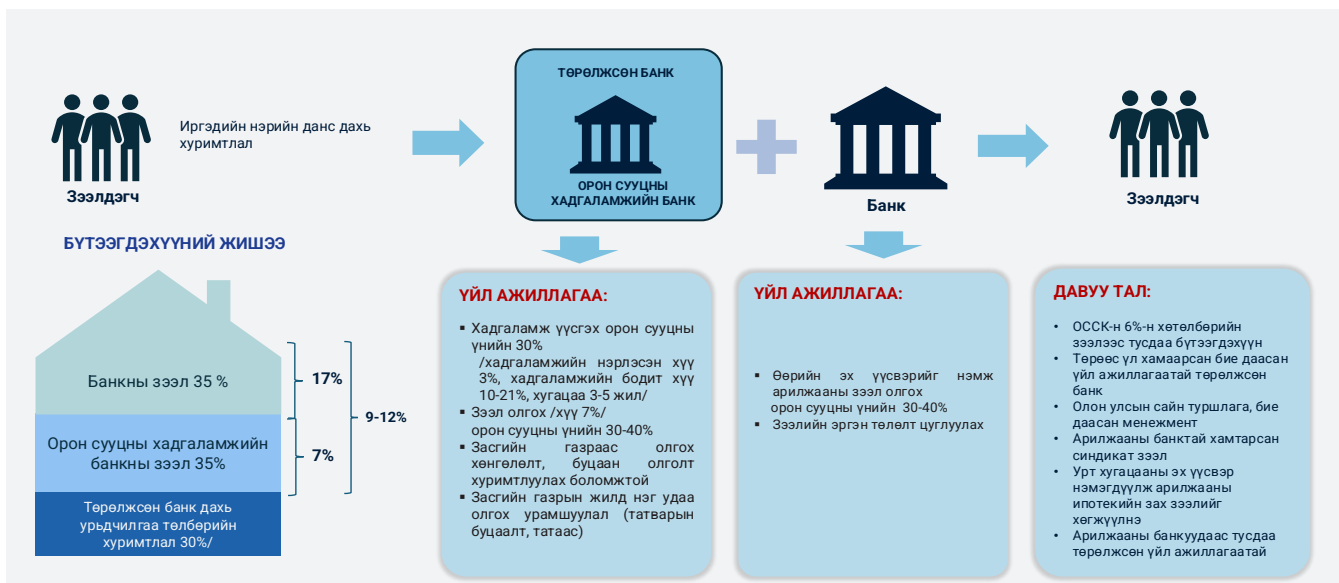 Иргэдийн нэрийн данс дахь
хуримтлал
Зээлдэгч
ТӨРӨЛЖСӨН БАНК
ОРОН СУУЦНЫ
ХАДГАЛАМЖИЙН БАНК
Банк
Зээлдэгч
БҮТЭЭГДЭХҮҮНИЙ ЖИШЭЭ
Банкны зээл 35 %
Орон сууцны хадгаламжийн
банкны зээл 35%
Төрөлжсөн банк дахь
урьдчилгаа төлбөрийн
хуримтлал 30%/
17%
7%
9-12%
ҮЙЛ АЖИЛЛАГАА:
▪ Хадгаламж үүсгэх орон сууцны
үнийн 30%
/хадгаламжийн нэрлэсэн хүү
3%, хадгаламжийн бодит хүү
10-21%, хугацаа 3-5 жил/
▪ Зээл олгох /хүү 7%/
орон сууцны үнийн 30-40%
▪ Засгийн газраас олгох
хөнгөлөлт, буцаан олголт
хуримтлуулах боломжтой
▪ Засгийн газрын жилд нэг удаа
олгох урамшуулал (татварын
буцаалт, татаас)
ҮЙЛ АЖИЛЛАГАА:
▪ Өөрийн эх үүсвэрийг нэмж
арилжааны зээл олгох
орон сууцны үнийн 30-40%
▪ Зээлийн эргэн төлөлт цуглуулах
ДАВУУ ТАЛ:
• ОССК-н 6%-н хөтөлбөрийн
зээлээс тусдаа бүтээгдэхүүн
• Төрөөс үл хамаарсан бие даасан
үйл ажиллагаатай төрөлжсөн
банк
• Олон улсын сайн туршлага, бие
даасан менежмент
• Арилжааны банктай хамтарсан
синдикат зээл
• Урт хугацааны эх үүсвэр
нэмэгдүүлж арилжааны
ипотекийн зах зээлийг
хөгжүүлнэ
• Арилжааны банкуудаас тусдаа
төрөлжсөн үйл ажиллагаатай